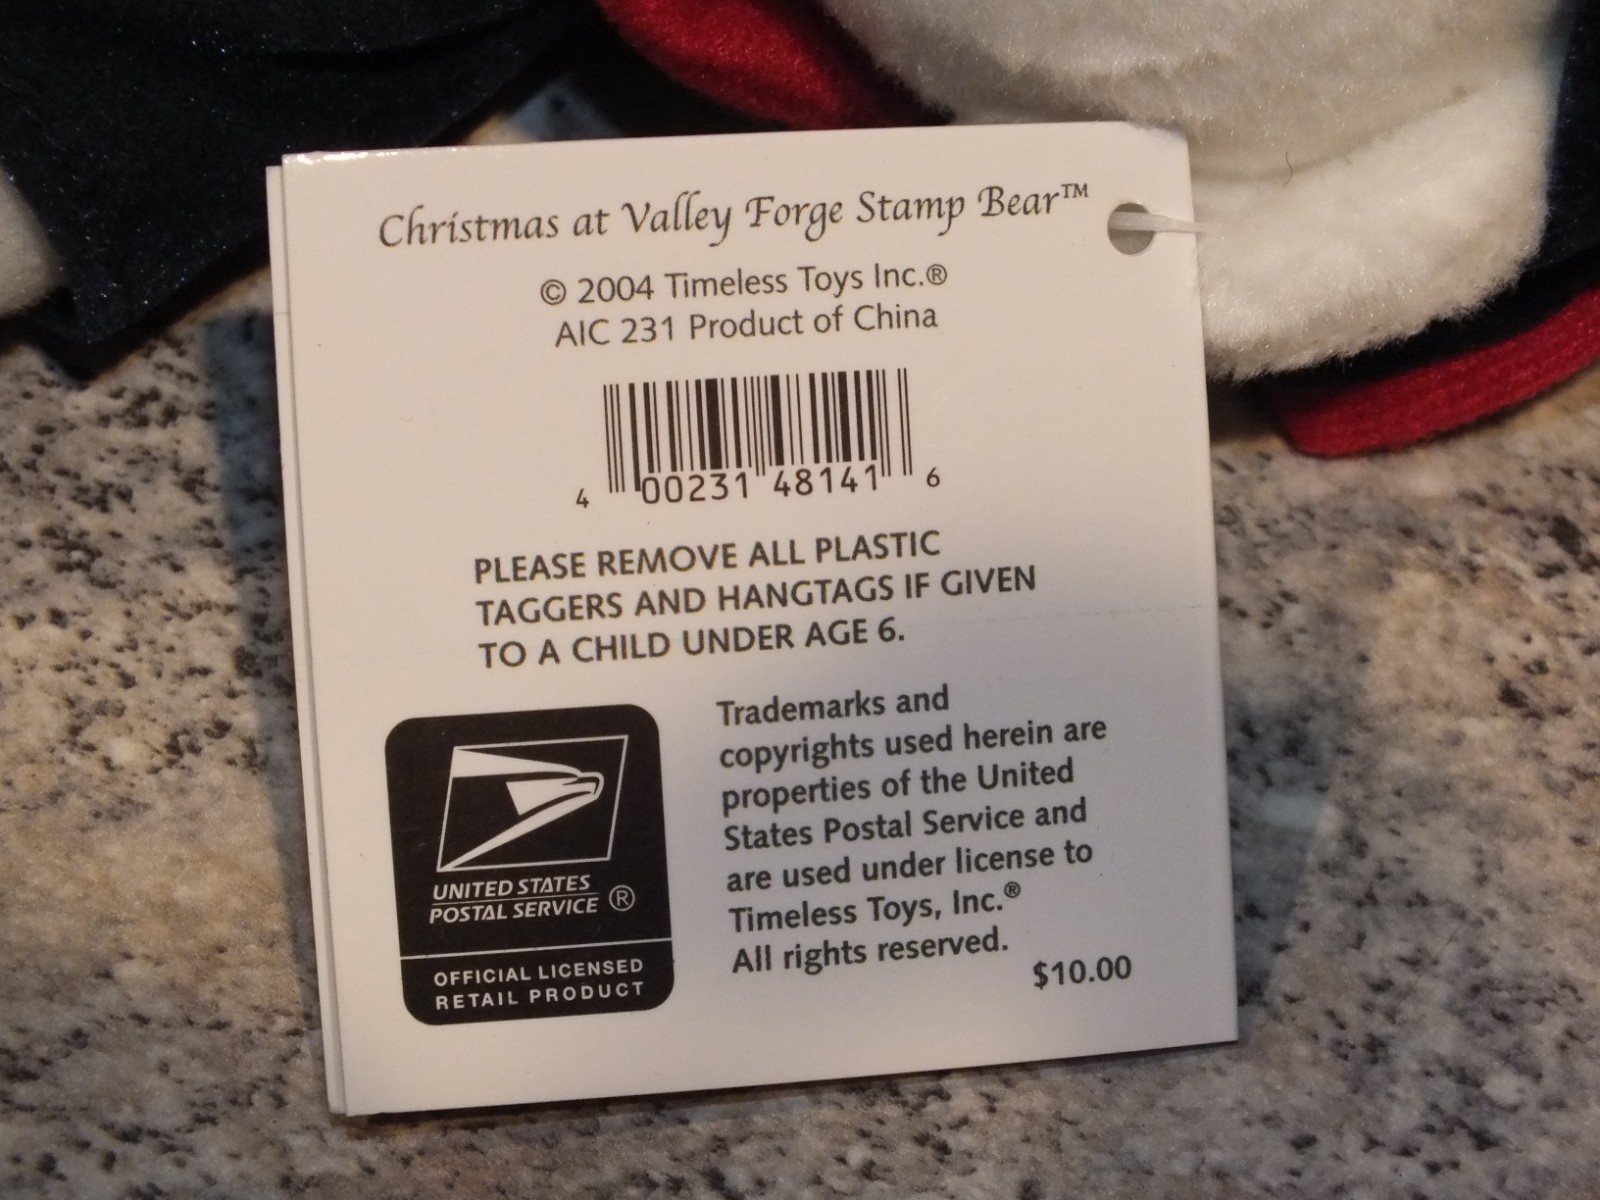 Christmas at Valley Forge Stamp Bear™
© 2004 Timeless Toys Inc.®
AIC 231 Product of China
4 00231 48141 6
PLEASE REMOVE ALL PLASTIC
TAGGERS AND HANGTAGS IF GIVEN
TO A CHILD UNDER AGE 6.
UNITED STATES
POSTAL SERVICE ®
OFFICIAL LICENSED
RETAIL PRODUCT
Trademarks and
copyrights used herein are
properties of the United
States Postal Service and
are used under license to
Timeless Toys, Inc.®
All rights reserved.
$10.00